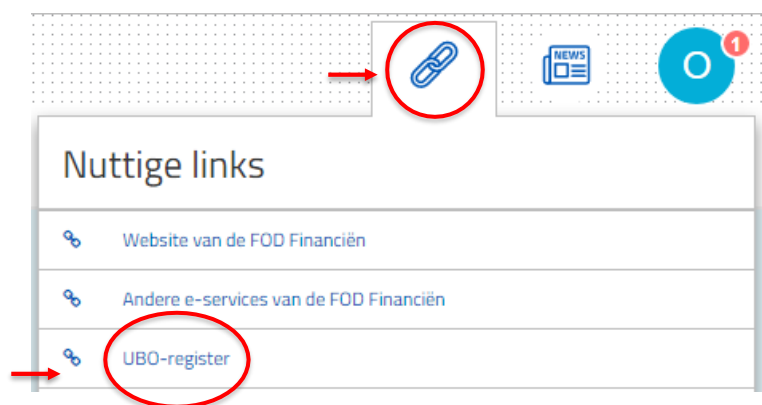 NEWS
O
1
Nuttige links
Website van de FOD Financiën
Andere e-services van de FOD Financiën
UBO-register